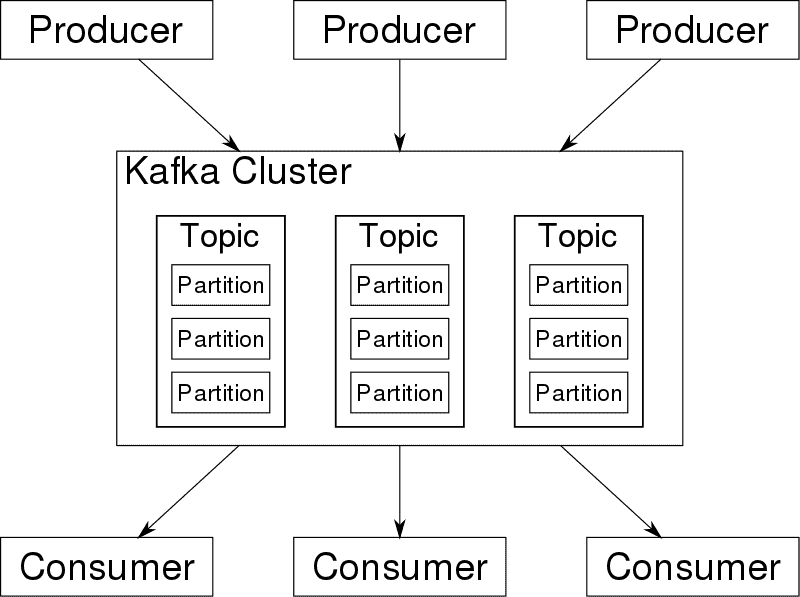 Producer Producer Producer
Kafka Cluster
Topic Topic Topic
Partition Partition Partition
Partition Partition Partition
Partition Partition Partition
Consumer Consumer Consumer